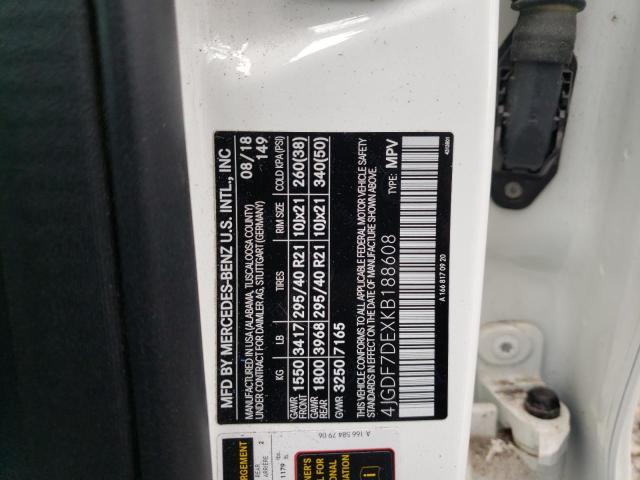 MFD BY MERCEDES-BENZ U.S. INTL., INC
08/18
MANUFACTURED IN USA (ALABAMA, TUSCALOOSA COUNTY)
UNDER CONTRACT FOR DAIMLER AG, STUTTGART (GERMANY)
149
KG LB TIRES RIM SIZE COLD KPA (PSI)
GAWR FRONT 1550 3417 295/40 R21 10Jx21 260(38)
GAWR REAR 1800 3968 295/40 R21 10Jx21 340(50)
GVWR 3250 7165
THIS VEHICLE CONFORMS TO ALL APPLICABLE FEDERAL MOTOR VEHICLE SAFETY
STANDARDS IN EFFECT ON THE DATE OF MANUFACTURE SHOWN ABOVE.
4JGDF7DEXKB188608 TYPE: MPV
A 166 817 09 20
A 166 584 79 06
REAR
ARRIÈRE 2
1179